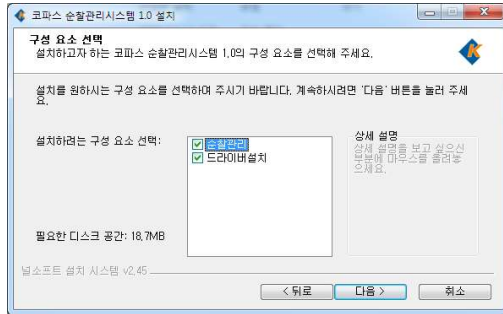 코파스 순찰관리시스템 1.0 설치
구성 요소 선택
설치하고자 하는 코파스 순찰관리시스템 1.0의 구성 요소를 선택해 주세요.
설치를 원하시는 구성 요소를 선택하여 주시기 바랍니다. 계속하시려면 '다음' 버튼을 눌러 주세
요.
설치하려는 구성 요소 선택:
순찰관리
드라이버설치
상세 설명
상세 설명을 보고 싶으신
부분에 마우스를 올려놓
으세요.
필요한 디스크 공간: 18.7MB
널소프트 설치 시스템 v2.45
< 뒤로
다음 >
취소